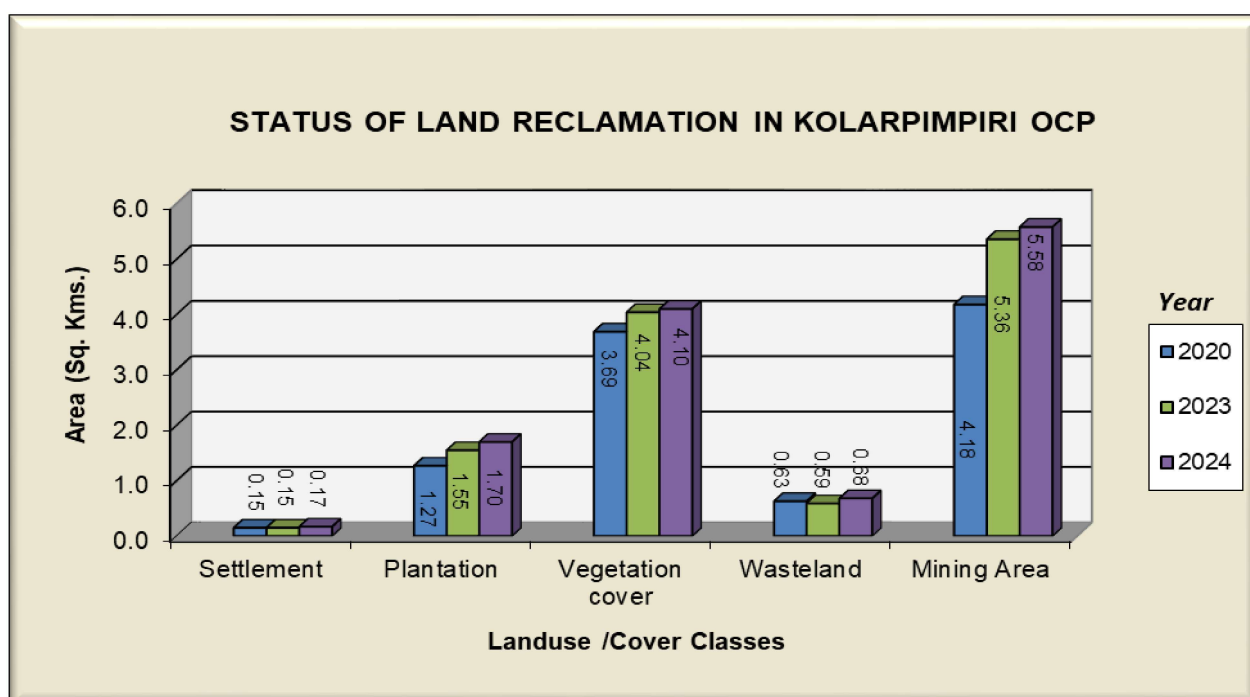 STATUS OF LAND RECLAMATION IN KOLARPIMPIRI OCP
Area (Sq. Kms.)
6.0
5.0
4.0
3.0
2.0
1.0
0.0
0.15
0.15
0.17
1.27
1.55
1.70
3.69
4.04
4.10
0.63
0.59
0.68
4.18
5.36
5.58
Settlement
Plantation
Vegetation
cover
Wasteland
Mining Area
Landuse /Cover Classes
Year
2020
2023
2024